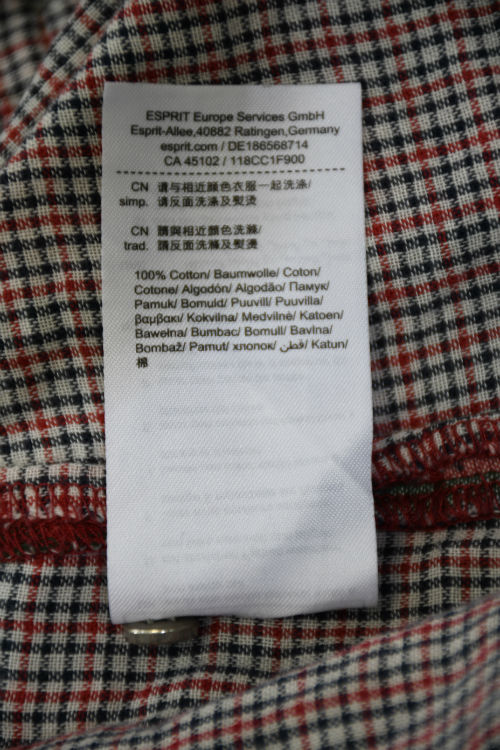 ESPRIT Europe Services GmbH
Esprit-Allee,40882 Ratingen,Germany
esprit.com / DE186568714
CA 45102 / 118CC1F900
CN 请与相近颜色衣服一起洗涤/
simp. 请反面洗涤及熨烫
CN 請與相近顏色洗滌/
trad. 請反面洗滌及熨燙
100% Cotton/ Baumwolle/ Coton/
Cotone/ Algodón/ Algodão/ Памук/
Pamuk/ Bomuld/ Puuvill/ Puuvilla/
βαμβακι/ Kokvilna/ Medvilnė/ Katoen/
Bawełna/ Bumbac/ Bomull/ Bavlna/
Bombaž/ Pamut/ хлопок/ قطن/ Katun/
棉